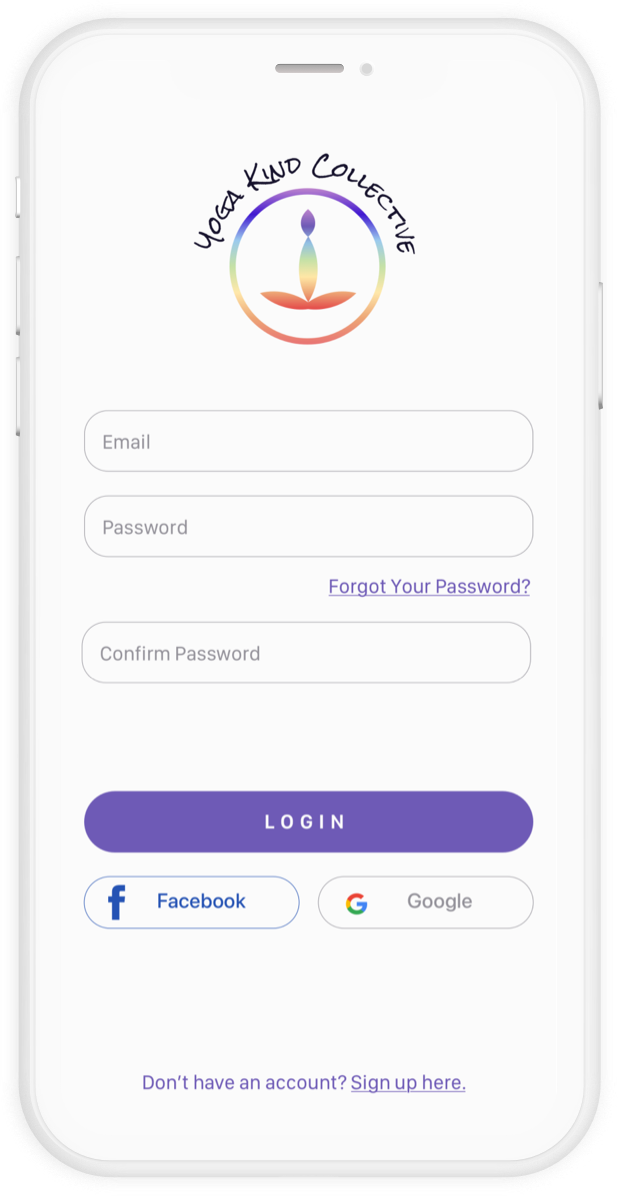 Yoga Kind Collective
Email
Password
Forgot Your Password?
Confirm Password
LOGIN
Facebook
Google
Don’t have an account? Sign up here.